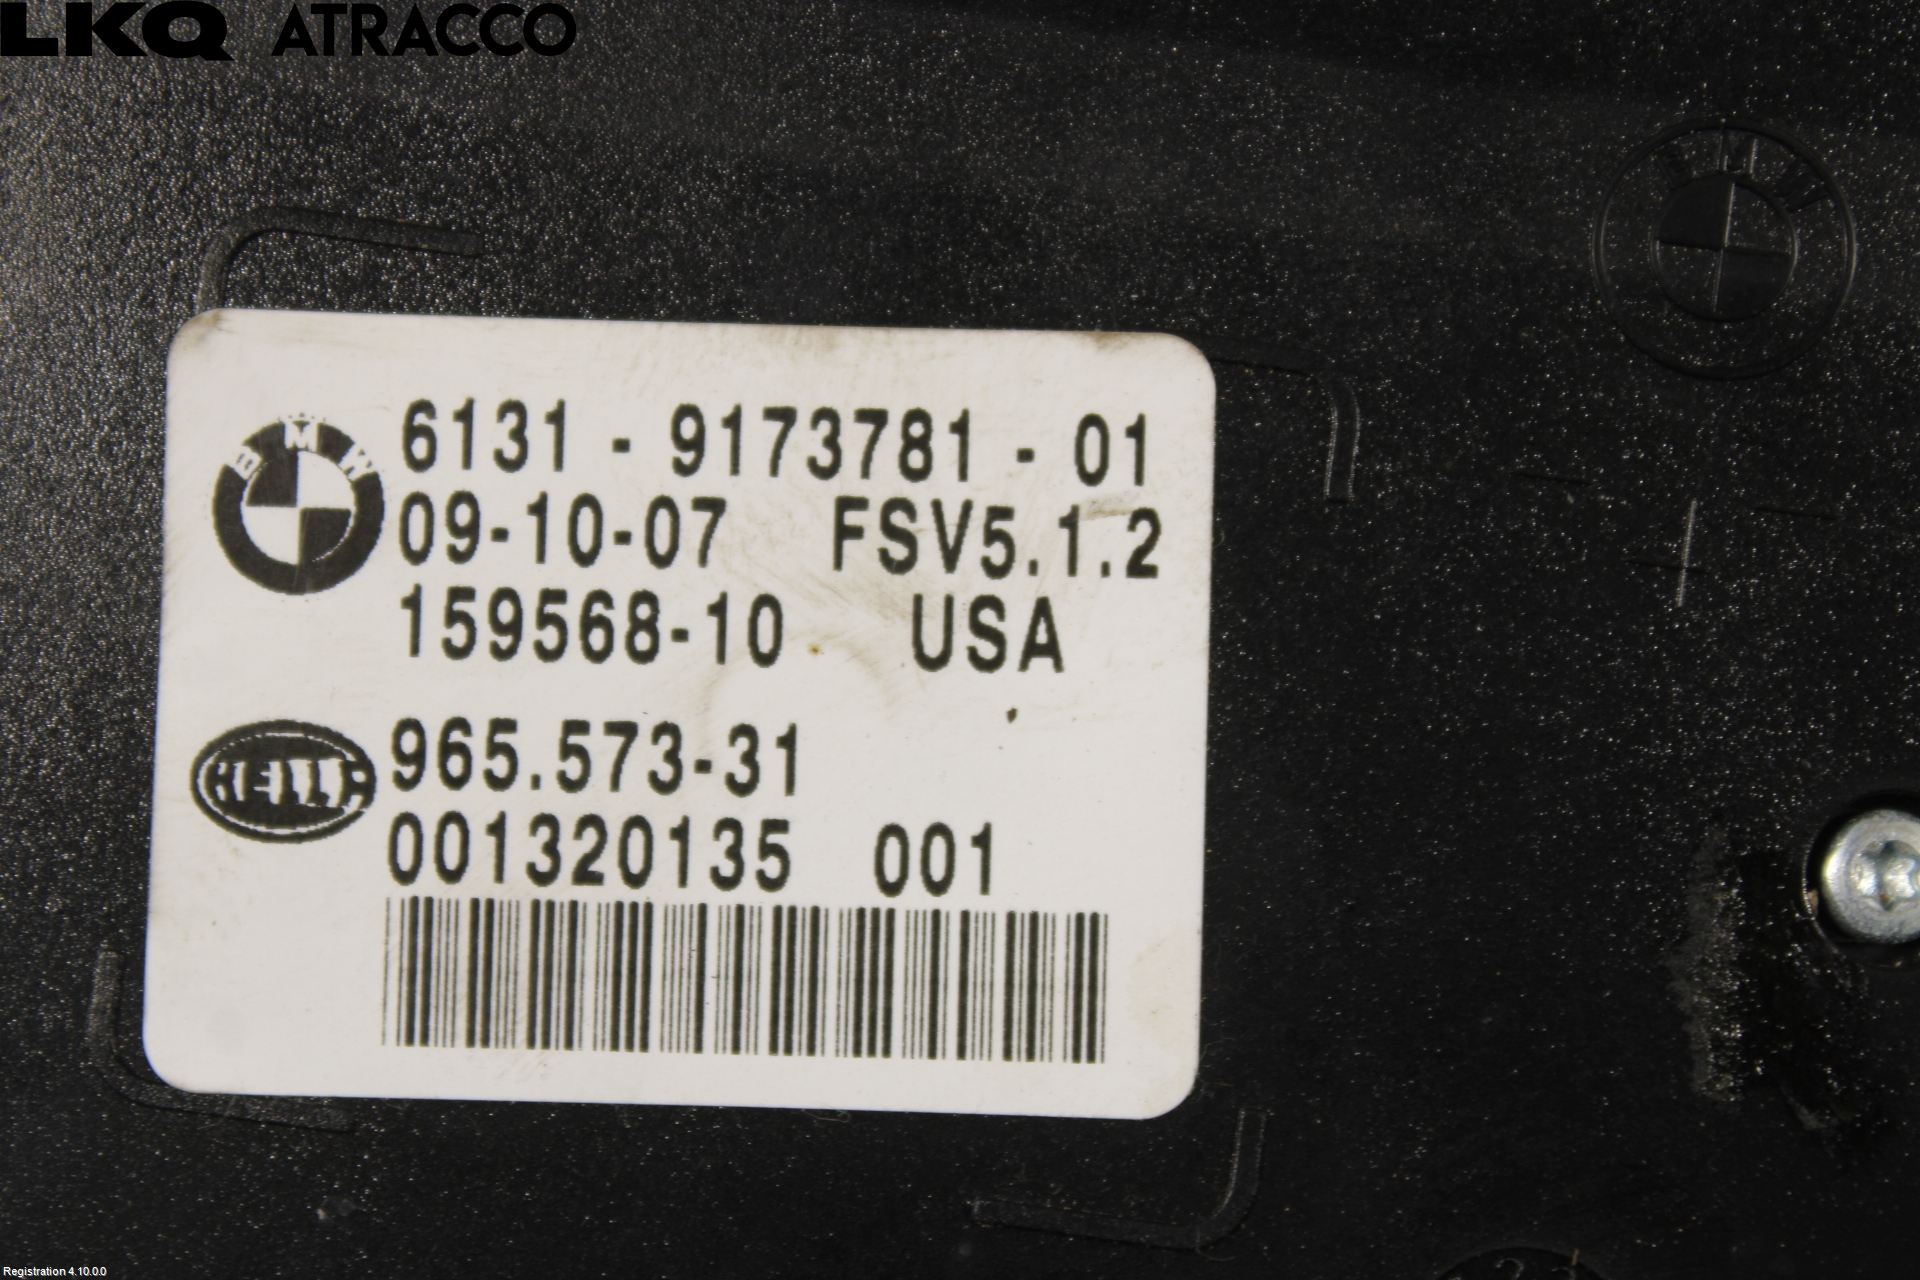 LKQ ATRACCO
BMW
BMW
6131 - 9173781 - 01
09-10-07 FSV5.1.2
159568-10 USA
HELLA
965.573-31
001320135 001
Registration 4.10.0.0